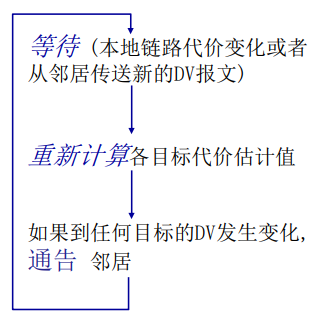 等待 (本地链路代价变化或者
从邻居传送新的DV报文)
重新计算各目标代价估计值
如果到任何目标的DV发生变化,
通告 邻居